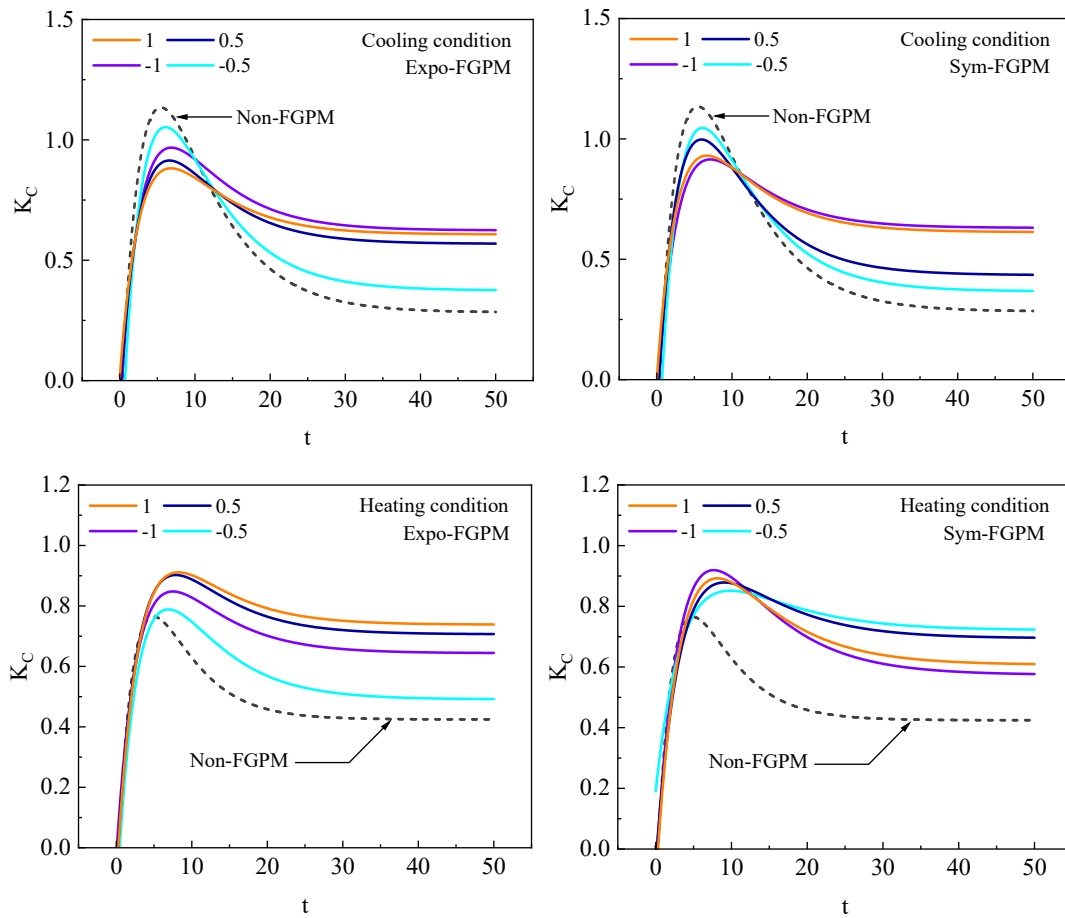 1.5
1 0.5 Cooling condition
-1 -0.5 Expo-FGPM
Non-FGPM
1.0
K_C
0.5
0.0
0 10 20 30 40 50
t
1.5
1 0.5 Cooling condition
-1 -0.5 Sym-FGPM
Non-FGPM
1.0
K_C
0.5
0.0
0 10 20 30 40 50
t
1.2
1 0.5 Heating condition
-1 -0.5 Expo-FGPM
1.0
0.8
K_C
0.6
0.4
Non-FGPM
0.2
0.0
0 10 20 30 40 50
t
1.2
1 0.5 Heating condition
-1 -0.5 Sym-FGPM
1.0
0.8
K_C
0.6
0.4
Non-FGPM
0.2
0.0
0 10 20 30 40 50
t